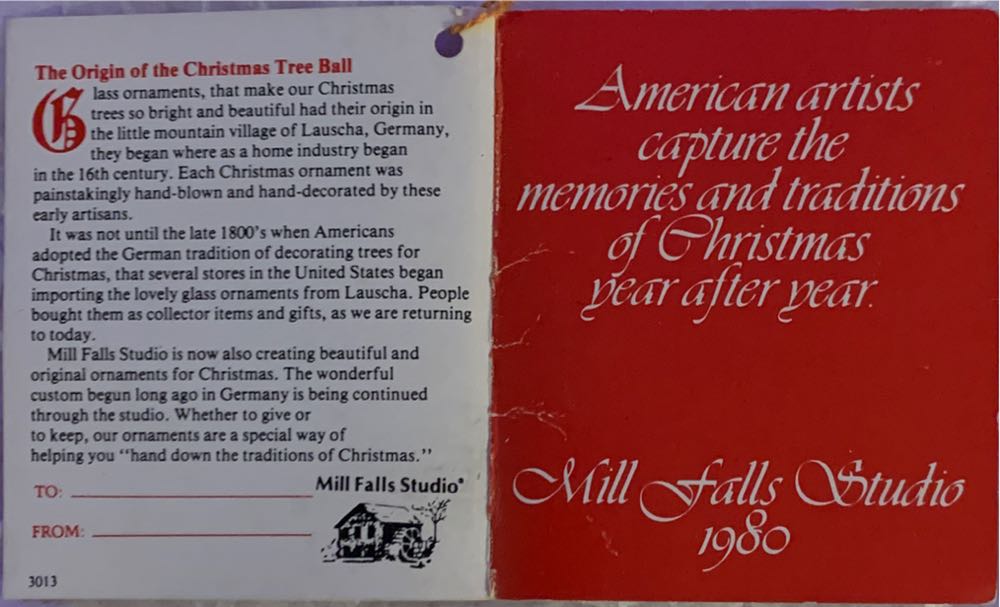 The Origin of the Christmas Tree Ball
Glass ornaments, that make our Christmas
trees so bright and beautiful had their origin in
the little mountain village of Lauscha, Germany,
they began where as a home industry began
in the 16th century. Each Christmas ornament was
painstakingly hand-blown and hand-decorated by these
early artisans.
It was not until the late 1800's when Americans
adopted the German tradition of decorating trees for
Christmas, that several stores in the United States began
importing the lovely glass ornaments from Lauscha. People
bought them as collector items and gifts, as we are returning
to today.
Mill Falls Studio is now also creating beautiful and
original ornaments for Christmas. The wonderful
custom begun long ago in Germany is being continued
through the studio. Whether to give or
to keep, our ornaments are a special way of
helping you "hand down the traditions of Christmas."
TO:
Mill Falls Studio®
FROM:
3013
American artists
capture the
memories and traditions
of Christmas
year after year.
Mill Falls Studio
1980